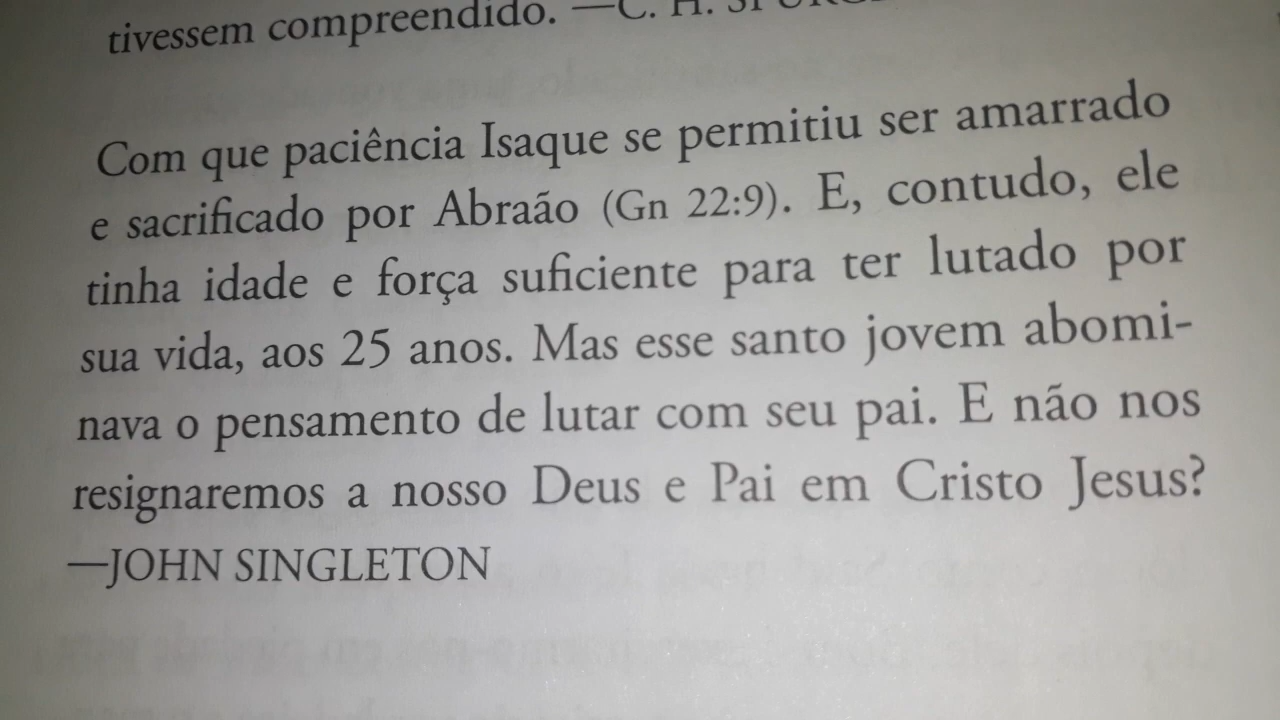 tivessem compreendido. —C. H.
Com que paciência Isaque se permitiu ser amarrado
e sacrificado por Abraão (Gn 22:9). E, contudo, ele
tinha idade e força suficiente para ter lutado por
sua vida, aos 25 anos. Mas esse santo jovem abomi-
nava o pensamento de lutar com seu pai. E não nos
resignaremos a nosso Deus e Pai em Cristo Jesus?
—JOHN SINGLETON